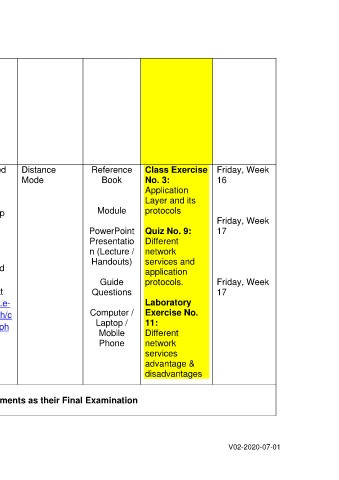 ed
p
d
t
.e-
h/c
ph
Distance
Mode
Reference
Book
Module
PowerPoint
Presentatio
n (Lecture /
Handouts)
Guide
Questions
Computer /
Laptop /
Mobile
Phone
Class Exercise
No. 3:
Application
Layer and its
protocols
Quiz No. 9:
Different
network
services and
application
protocols.
Laboratory
Exercise No.
11:
Different
network
services
advantage &
disadvantages
Friday, Week
16
Friday, Week
17
Friday, Week
17
ments as their Final Examination
V02-2020-07-01